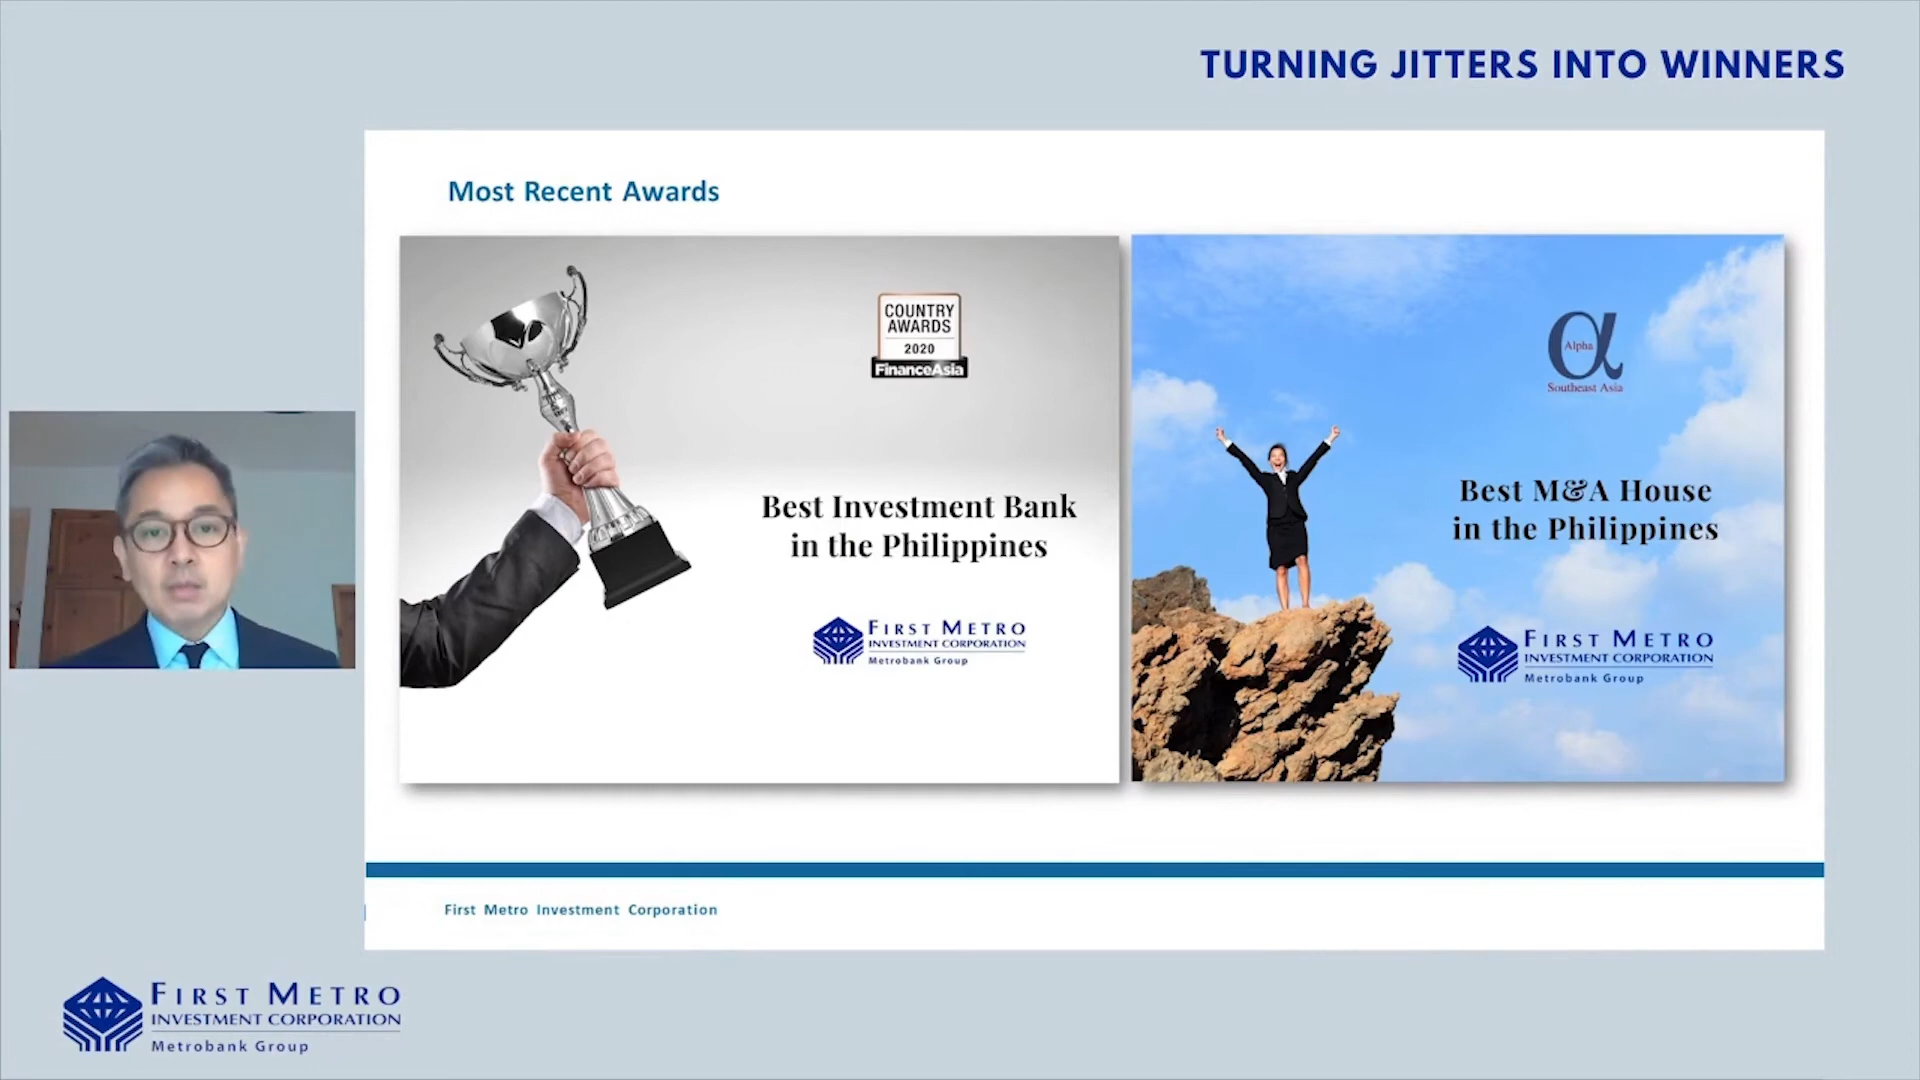 TURNING JITTERS INTO WINNERS
Most Recent Awards
COUNTRY
AWARDS
2020
FinanceAsia
Best Investment Bank
in the Philippines
FIRST METRO
INVESTMENT CORPORATION
Metrobank Group
Alpha
Southeast Asia
Best M&A House
in the Philippines
FIRST METRO
INVESTMENT CORPORATION
Metrobank Group
First Metro Investment Corporation
FIRST METRO
INVESTMENT CORPORATION
Metrobank Group